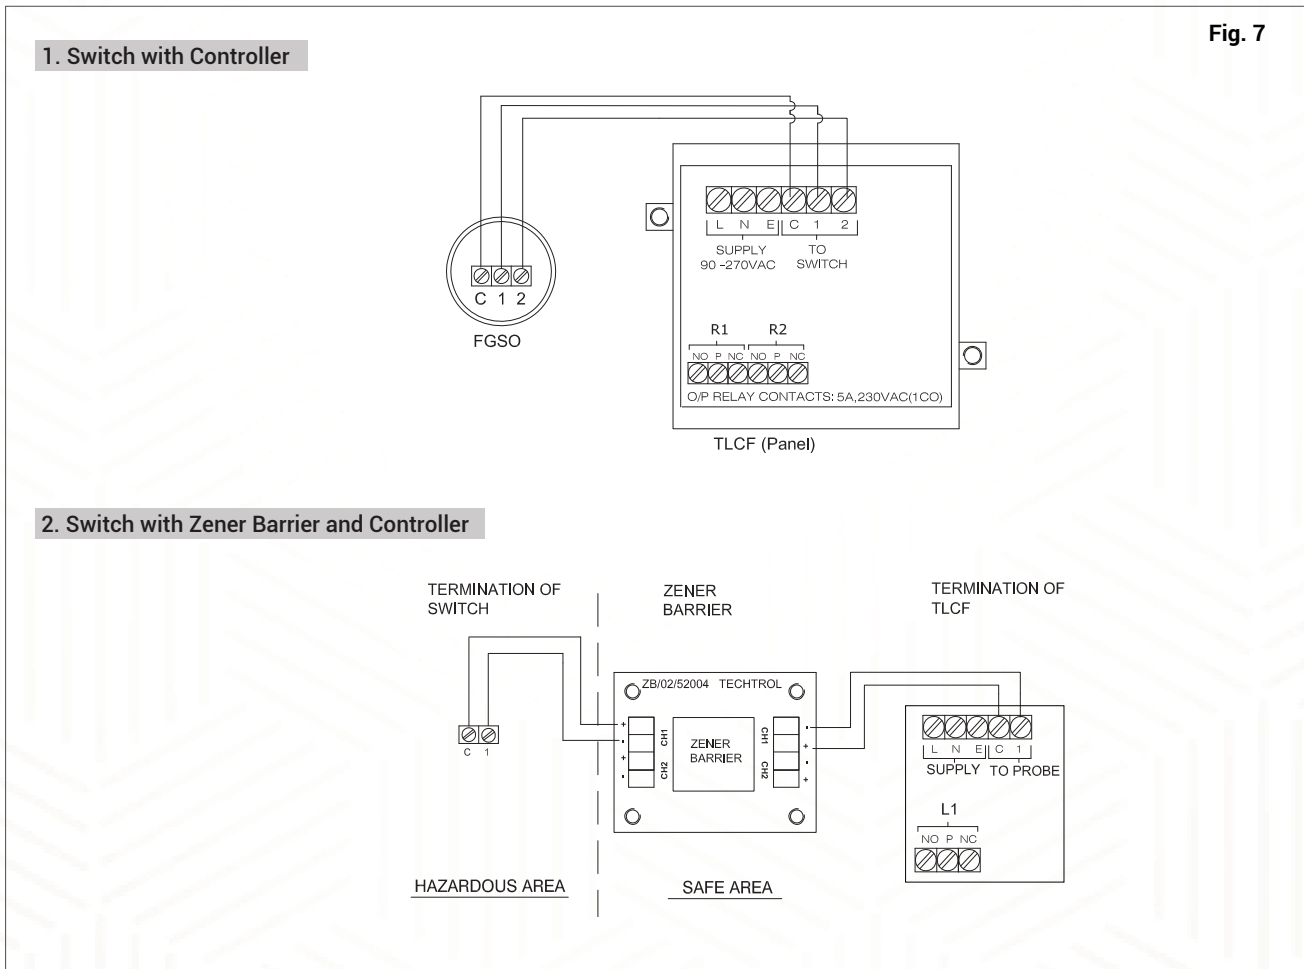 Fig. 7
1. Switch with Controller
L N E C 1 2
SUPPLY
90 -270VAC
TO
SWITCH
C 1 2
FGSO
R1 R2
NO P NC NO P NC
O/P RELAY CONTACTS: 5A,230VAC(1CO)
TLCF (Panel)
2. Switch with Zener Barrier and Controller
TERMINATION OF
SWITCH
C 1
ZENER
BARRIER
ZB/02/52004 TECHTROL
+
-
+
-
CH1
CH2
ZENER
BARRIER
CH1
CH2
-
+
-
+
TERMINATION OF
TLCF
L N E C 1
SUPPLY TO PROBE
L1
NO P NC
HAZARDOUS AREA
SAFE AREA